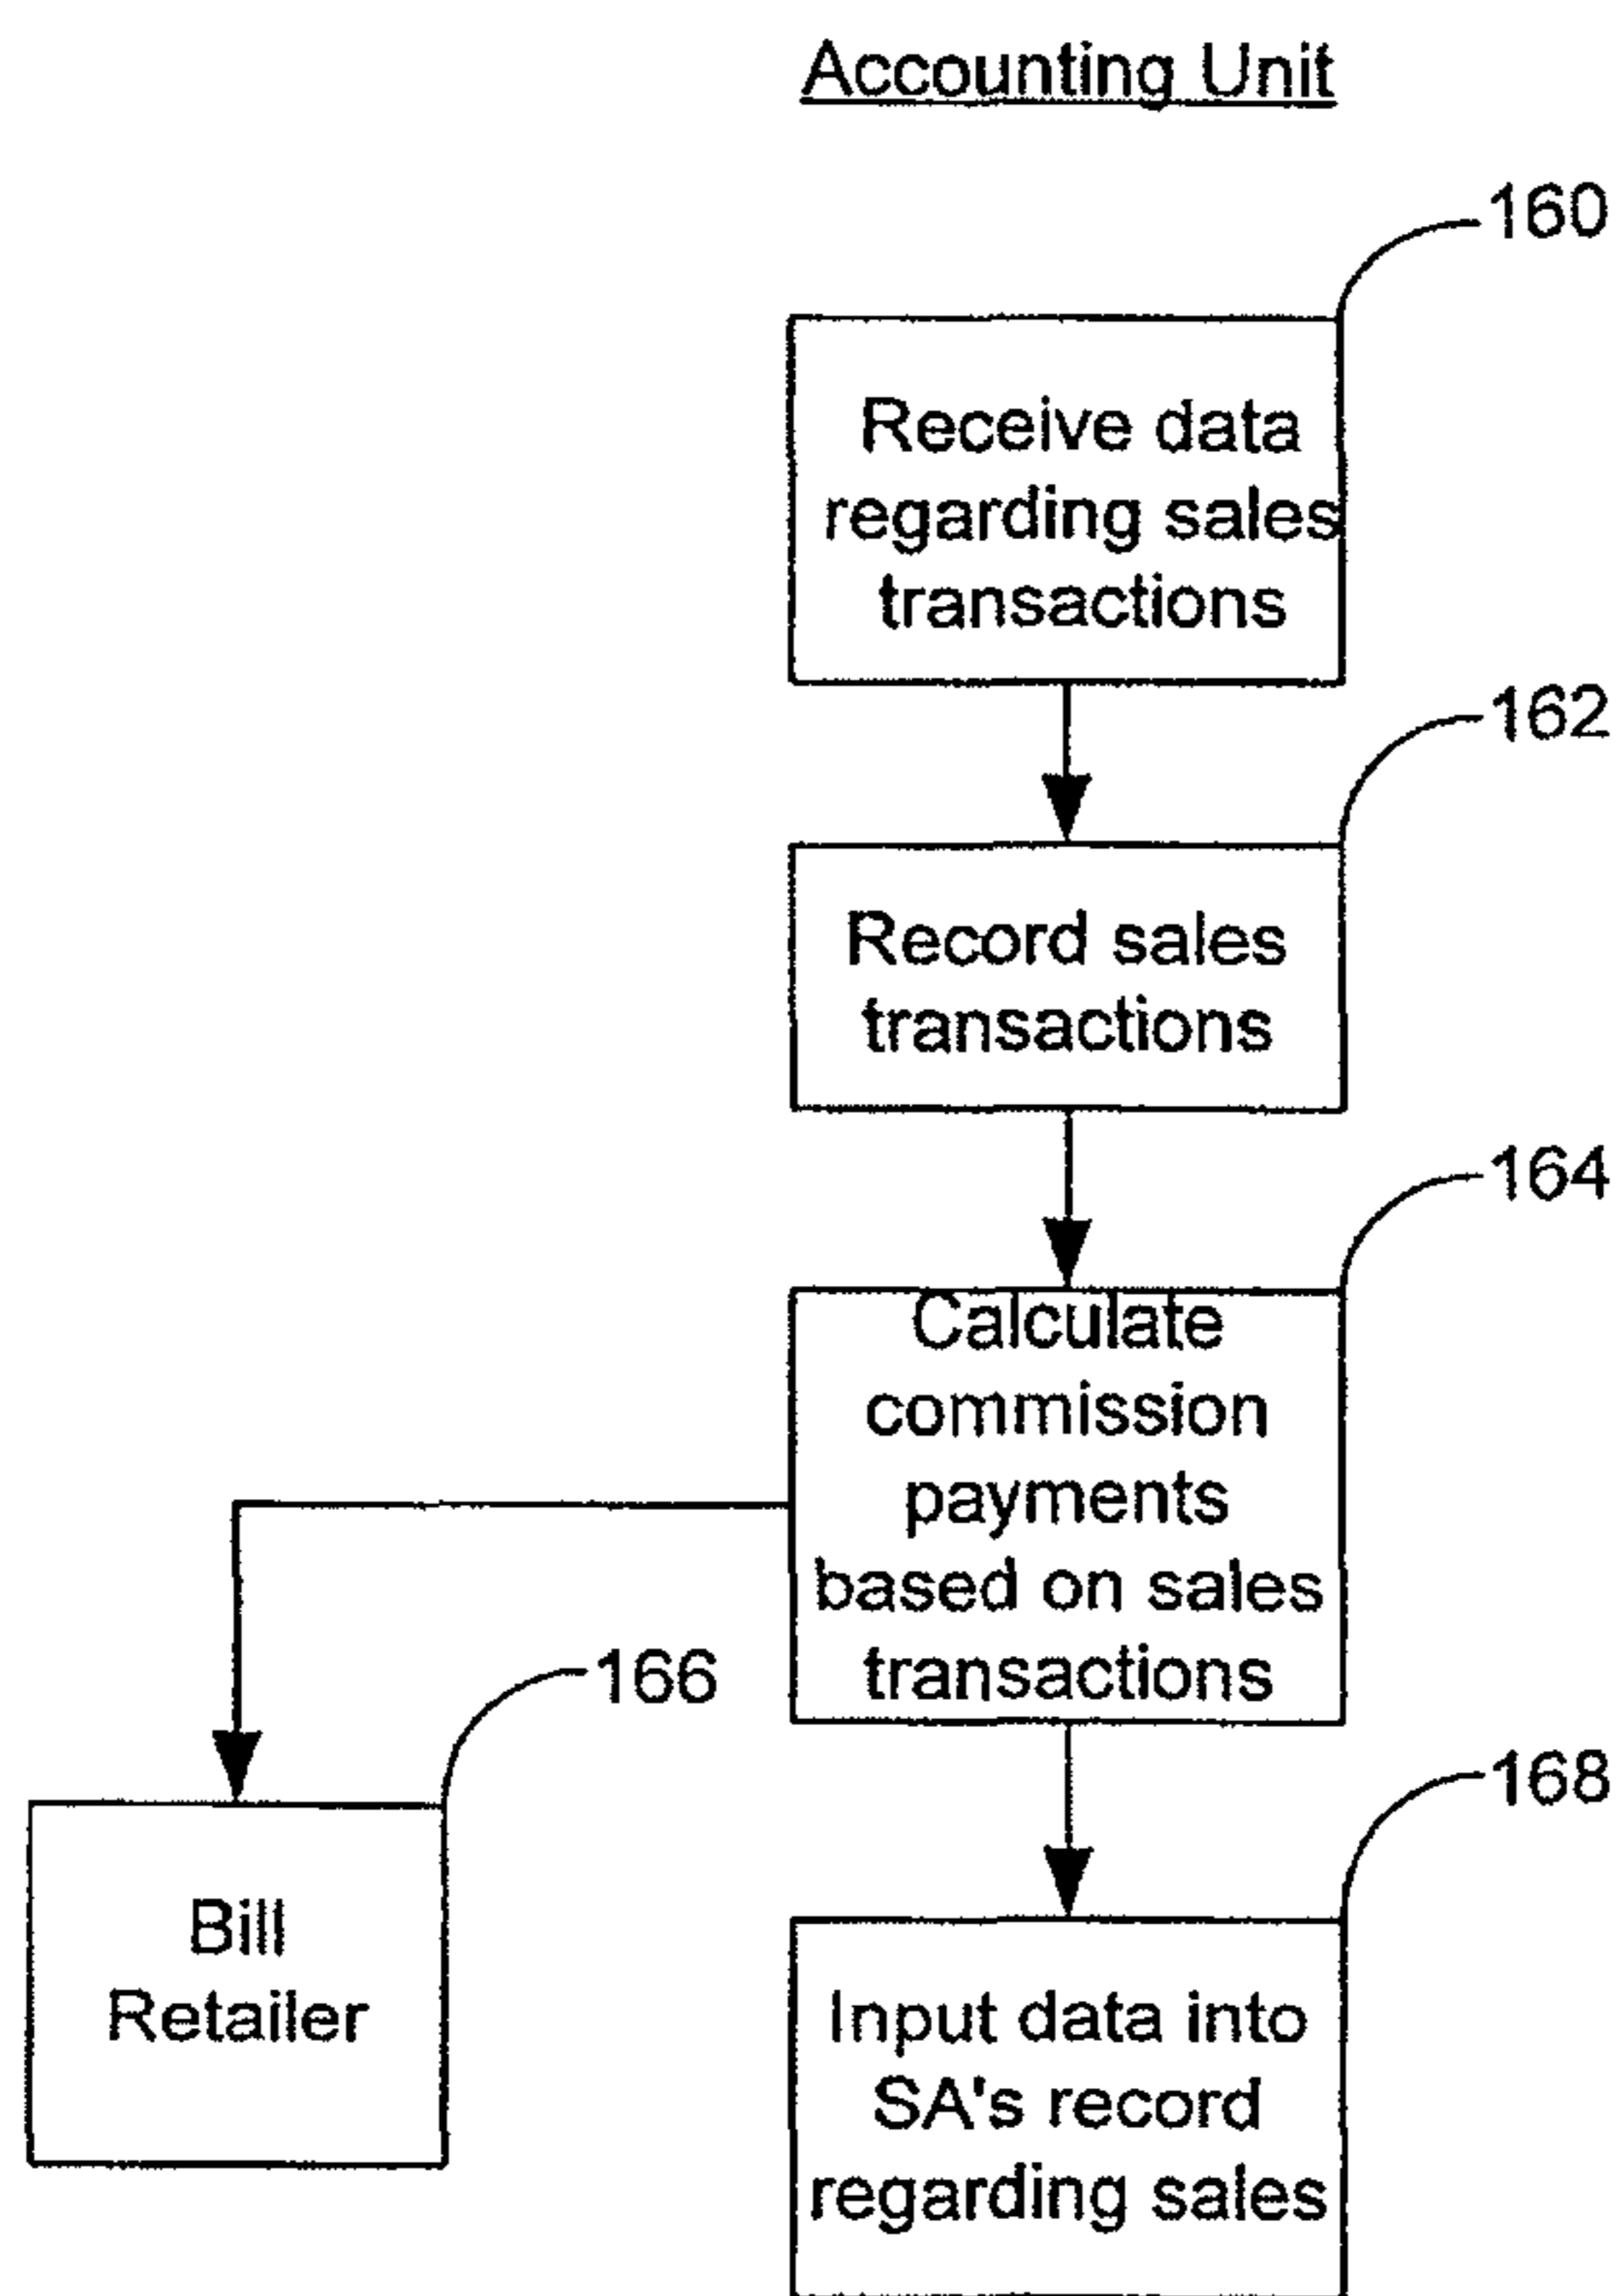 Accounting Unit
160
Receive data
regarding sales
transactions
162
Record sales
transactions
164
Calculate
commission
payments
based on sales
transactions
166
Bill
Retailer
168
Input data into
SA's record
regarding sales